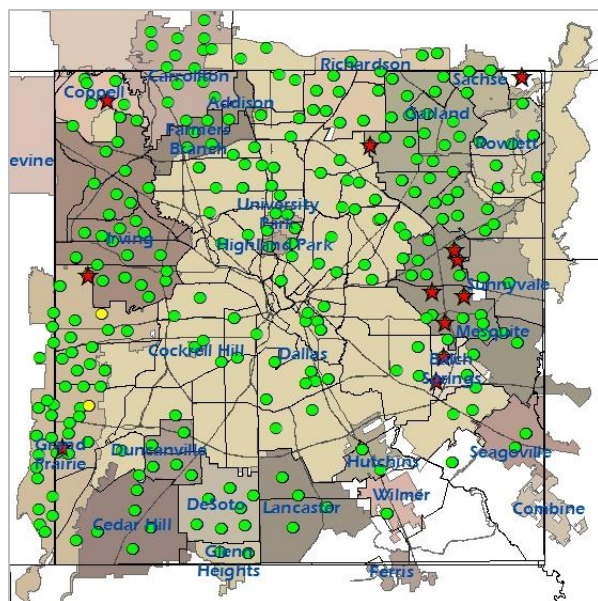 Richardson
Carrollton
Sachse
Coppell
Addison
Garland
Farmers
Branch
Rowlett
evine
University
Park
Irving
Highland Park
Sunnyvale
Mesquite
Cockrell Hill
Dallas
Balch
Springs
Grand
Prairie
Duncanville
Seagoville
Hutchins
Wilmer
DeSoto
Lancaster
Combine
Cedar Hill
Glenn
Heights
Ferris